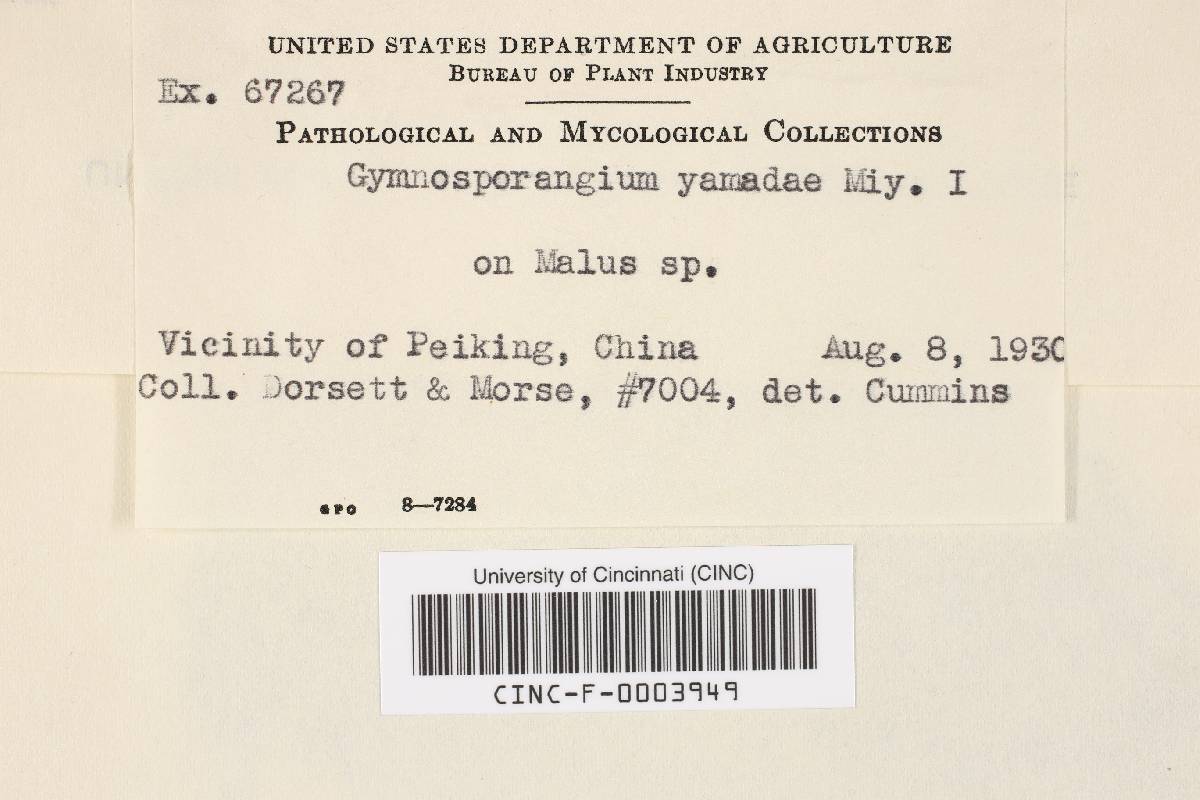 UNITED STATES DEPARTMENT OF AGRICULTURE
BUREAU OF PLANT INDUSTRY
Ex. 67267
PATHOLOGICAL AND MYCOLOGICAL COLLECTIONS
Gymnosporangium yamadae Miy. I
on Malus sp.
Vicinity of Peiking, China Aug. 8, 1930
Coll. Dorsett & Morse, #7004, det. Cummins
GPO 8—7284
University of Cincinnati (CINC)
CINC-F-0003949